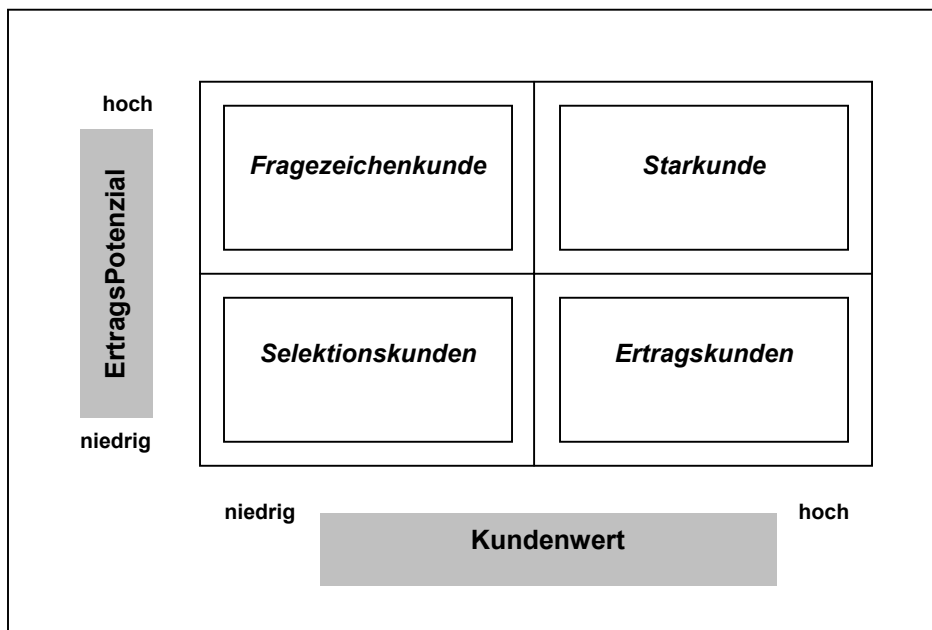 hoch
Fragezeichenkunde
Starkunde
ErtragsPotenzial
Selektionskunden
Ertragskunden
niedrig
niedrig
hoch
Kundenwert